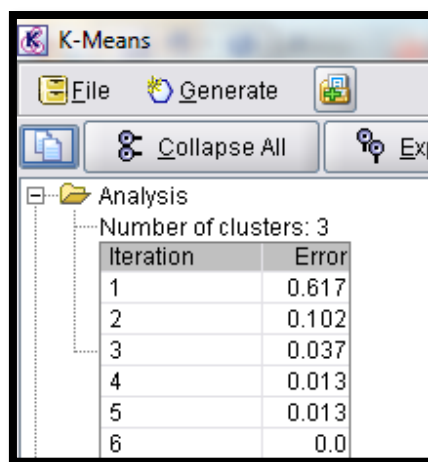 K-Means
File Generate
Collapse All
Analysis
Number of clusters: 3
Iteration Error
1 0.617
2 0.102
3 0.037
4 0.013
5 0.013
6 0.0